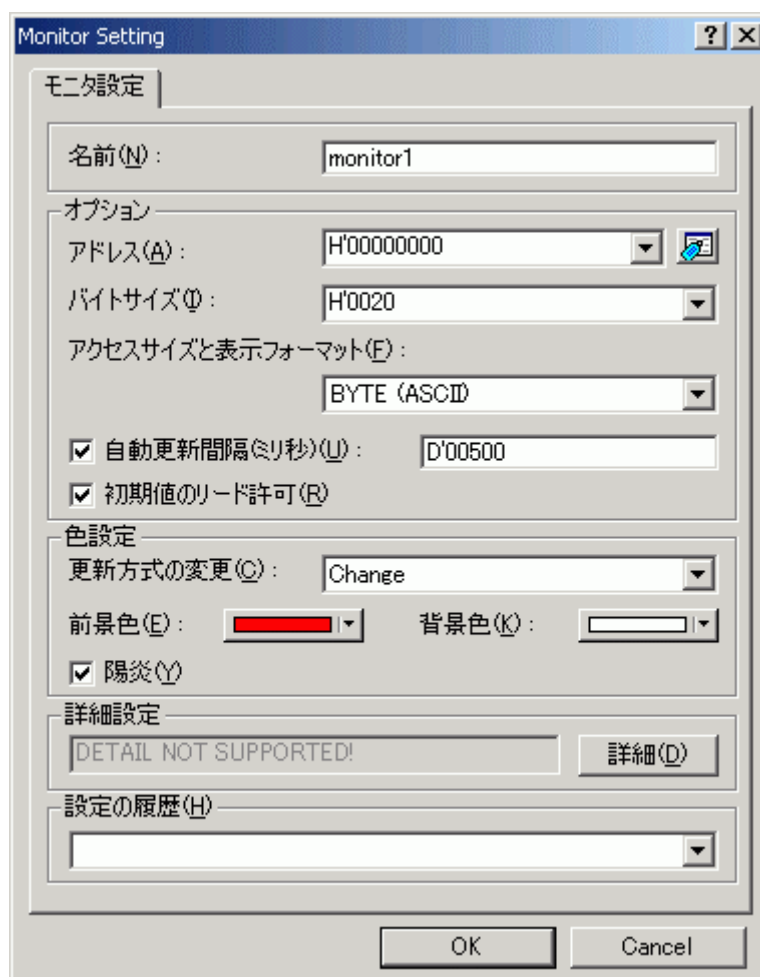 Monitor Setting
モニタ設定
名前(N) : monitor1
オプション
アドレス(A) : H'00000000
バイトサイズ(I) : H'0020
アクセスサイズと表示フォーマット(F) :
BYTE (ASCII)
自動更新間隔(ミリ秒)(U) : D'00500
初期値のリード許可(R)
色設定
更新方式の変更(C) : Change
前景色(E) : 背景色(K) :
陽炎(Y)
詳細設定
DETAIL NOT SUPPORTED! 詳細(D)
設定の履歴(H)
OK Cancel